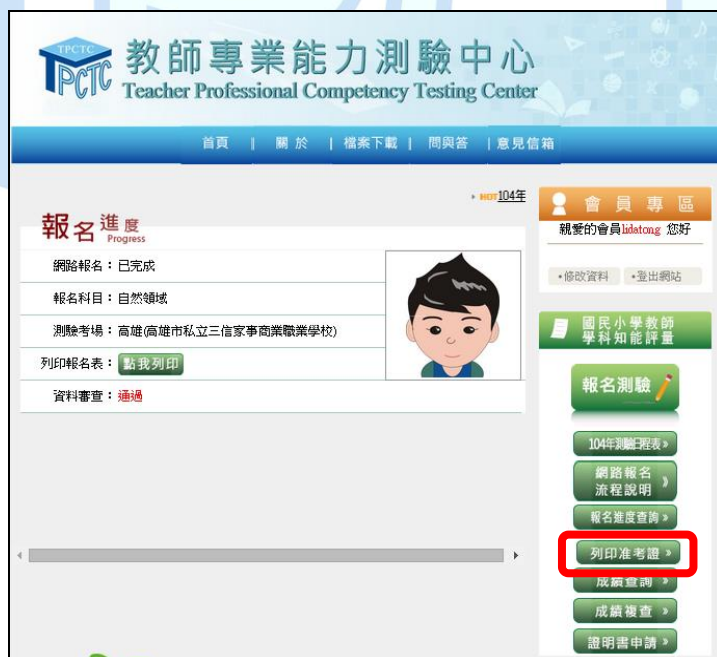 TPCTC
TPCTC
教師專業能力測驗中心
Teacher Professional Competency Testing Center
首頁 | 關於 | 檔案下載 | 問與答 | 意見信箱
HOT 104年
報名進度
Progress
網路報名：已完成
報名科目：自然領域
測驗考場：高雄(高雄市私立三信家事商業職業學校)
列印報名表：點我列印
資料審查：通過
會員專區
親愛的會員lidatong 您好
•修改資料 •登出網站
國民小學教師
學科知能評量
報名測驗
104年測驗日程表»
網路報名
流程說明 »
報名進度查詢»
列印准考證 »
成績查詢 »
成績複查 »
證明書申請 »